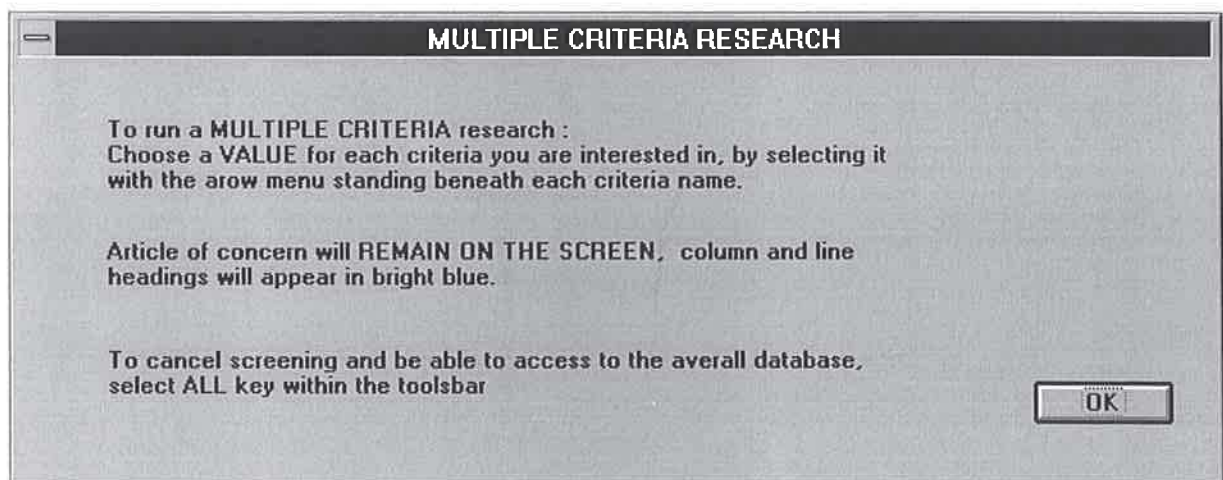 MULTIPLE CRITERIA RESEARCH
To run a MULTIPLE CRITERIA research :
Choose a VALUE for each criteria you are interested in, by selecting it
with the arow menu standing beneath each criteria name.
Article of concern will REMAIN ON THE SCREEN, column and line
headings will appear in bright blue.
To cancel screening and be able to access to the averall database,
select ALL key within the toolsbar
OK